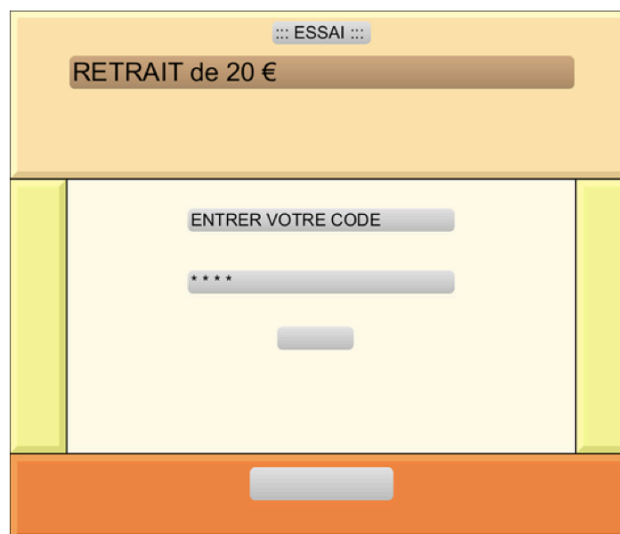 ::: ESSAI :::
RETRAIT de 20 €
ENTRER VOTRE CODE
* * * *